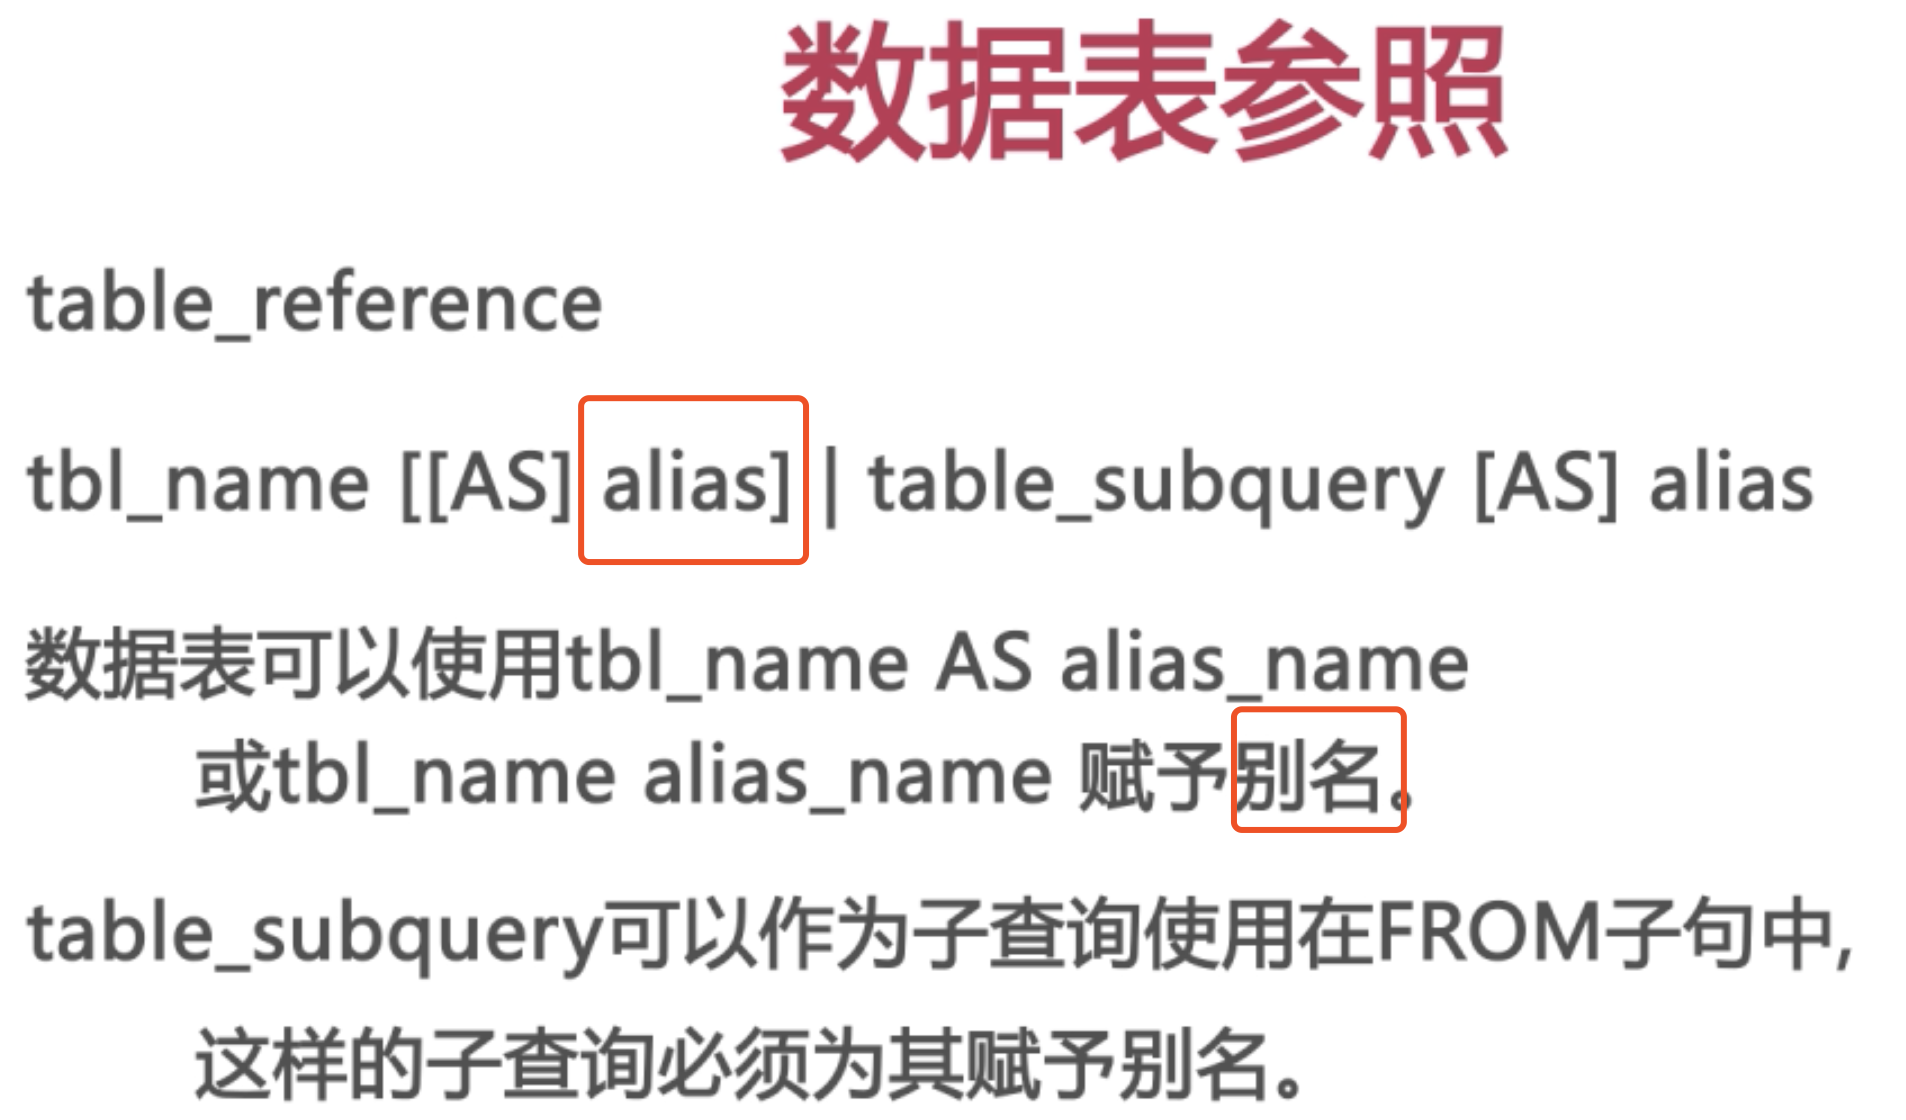 数据表参照
table_reference
tbl_name [[AS] alias] | table_subquery [AS] alias
数据表可以使用tbl_name AS alias_name
或tbl_name alias_name 赋予别名。
table_subquery可以作为子查询使用在FROM子句中,
这样的子查询必须为其赋予别名。